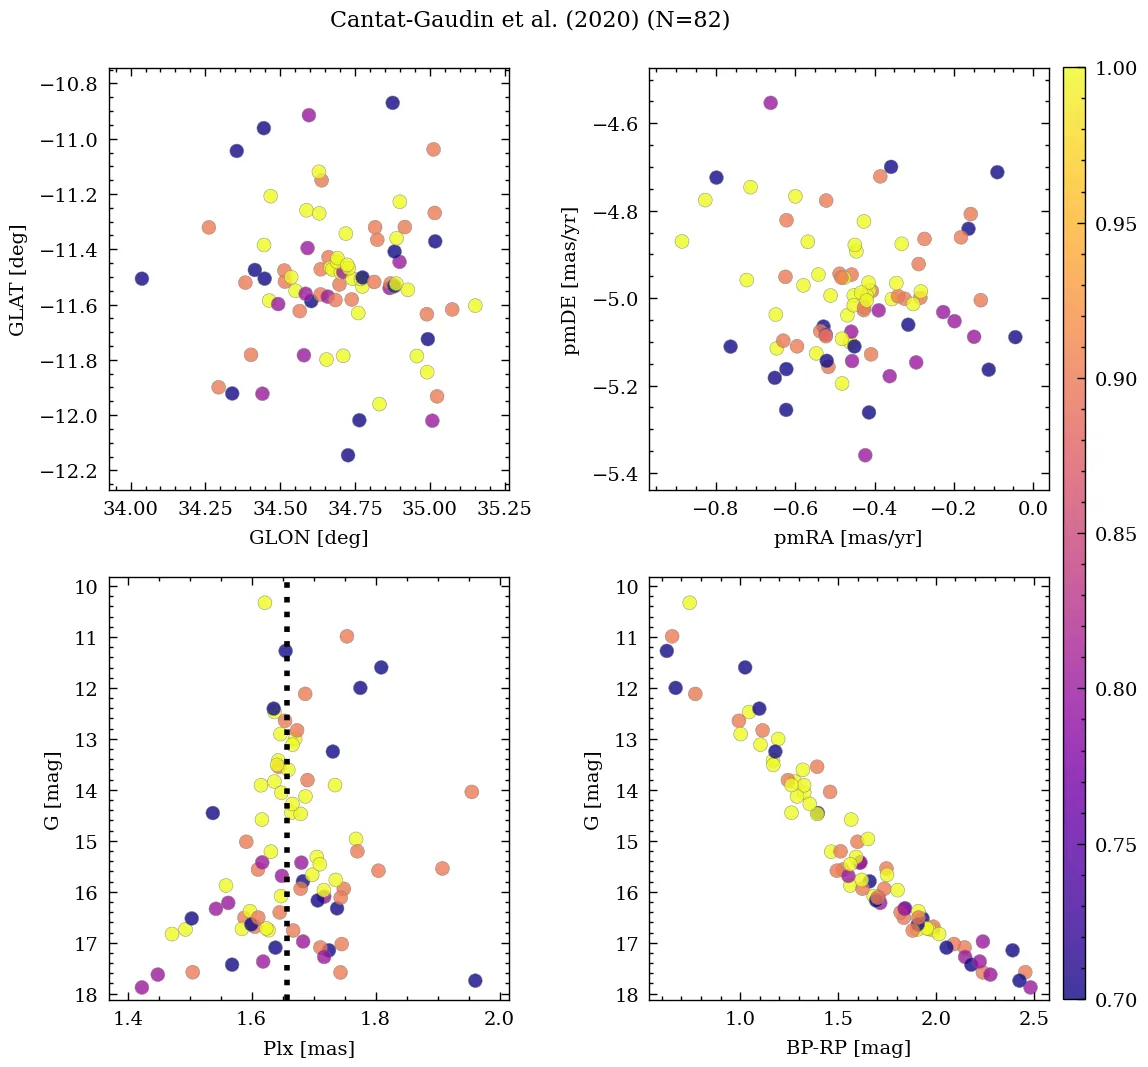 Cantat-Gaudin et al. (2020) (N=82)
−10.8
−11.0
−11.2
−11.4
−11.6
−11.8
−12.0
−12.2
GLAT [deg]
34.00 34.25 34.50 34.75 35.00 35.25
GLON [deg]
−4.6
−4.8
−5.0
−5.2
−5.4
pmDE [mas/yr]
−0.8 −0.6 −0.4 −0.2 0.0
pmRA [mas/yr]
10
11
12
13
14
15
16
17
18
G [mag]
1.4 1.6 1.8 2.0
Plx [mas]
10
11
12
13
14
15
16
17
18
G [mag]
1.0 1.5 2.0 2.5
BP-RP [mag]
1.00
0.95
0.90
0.85
0.80
0.75
0.70